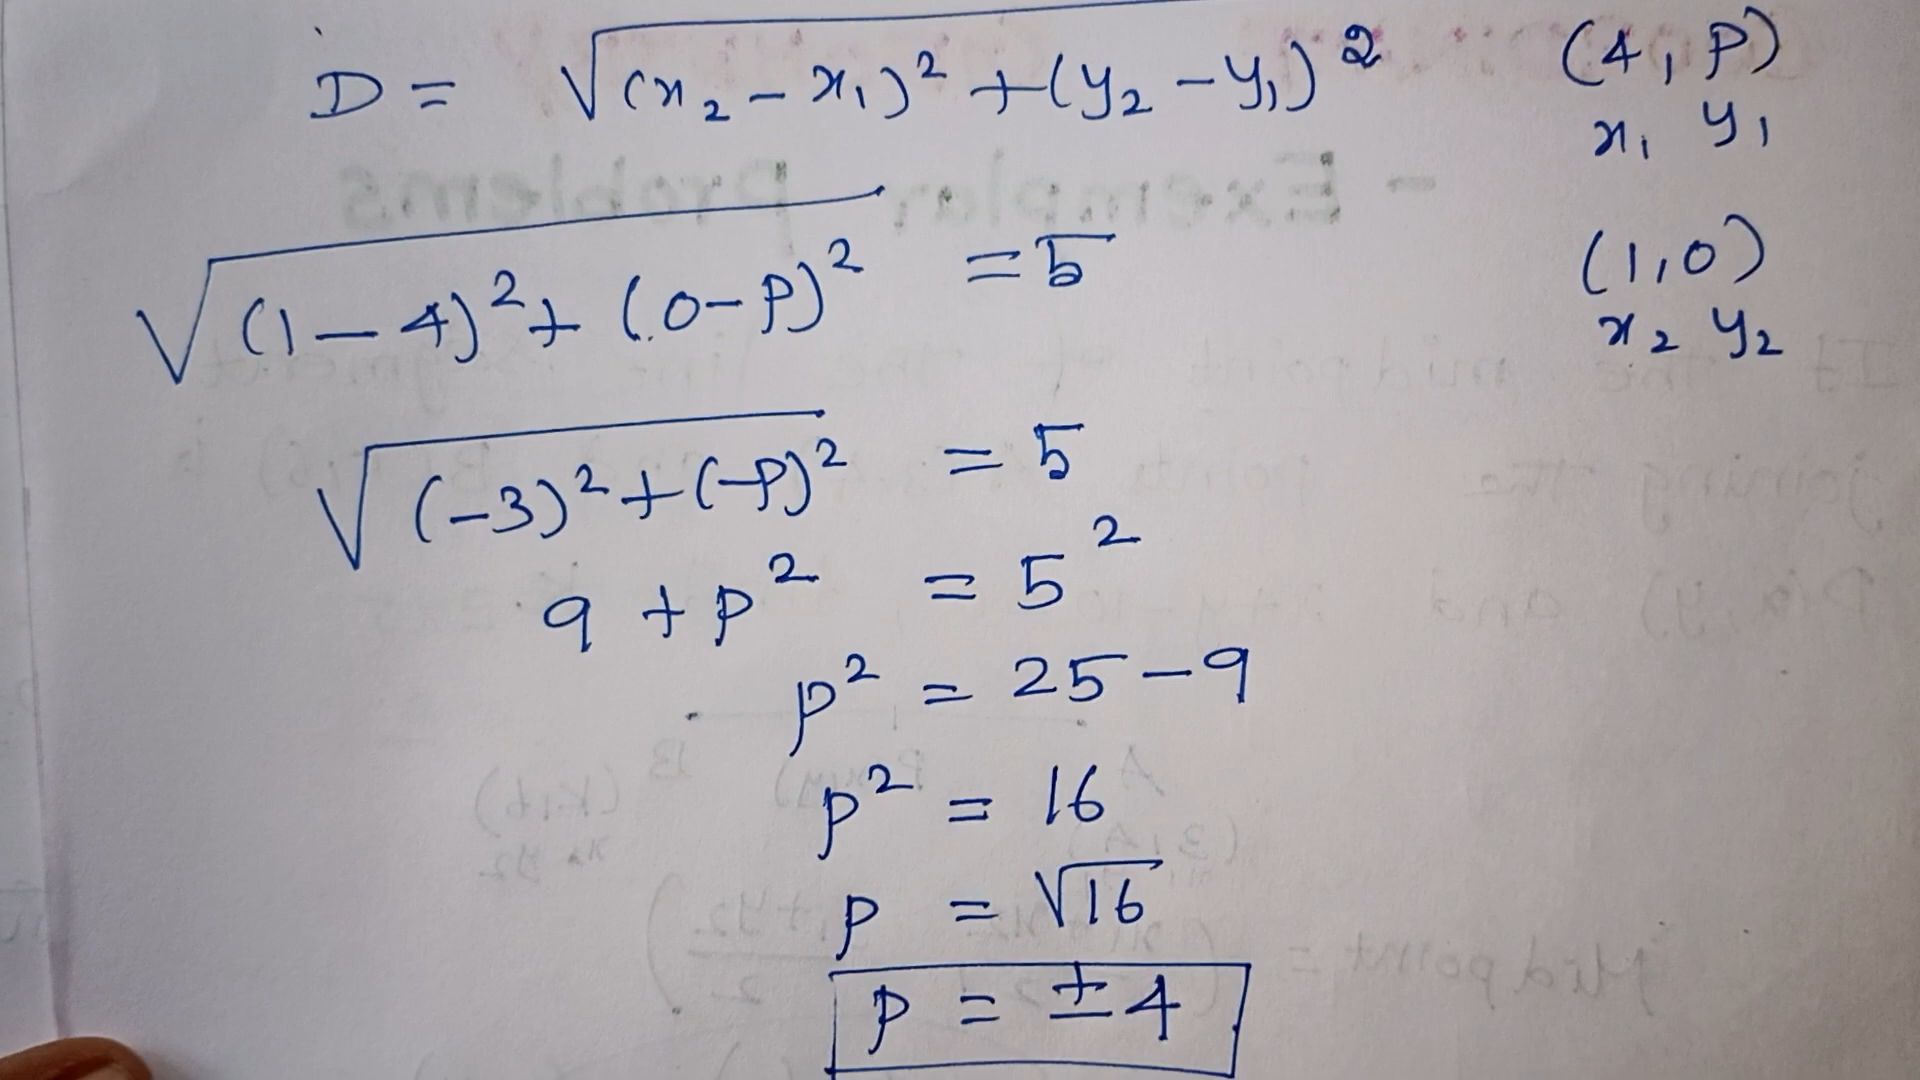 D = √(x₂ - x₁)² + (y₂ - y₁)²
(4, P)
x₁ y₁
√(1 - 4)² + (0 - P)² = 5
(1, 0)
x₂ y₂
√(-3)² + (-P)² = 5
9 + P² = 5²
P² = 25 - 9
P² = 16
P = √16
P = ± 4